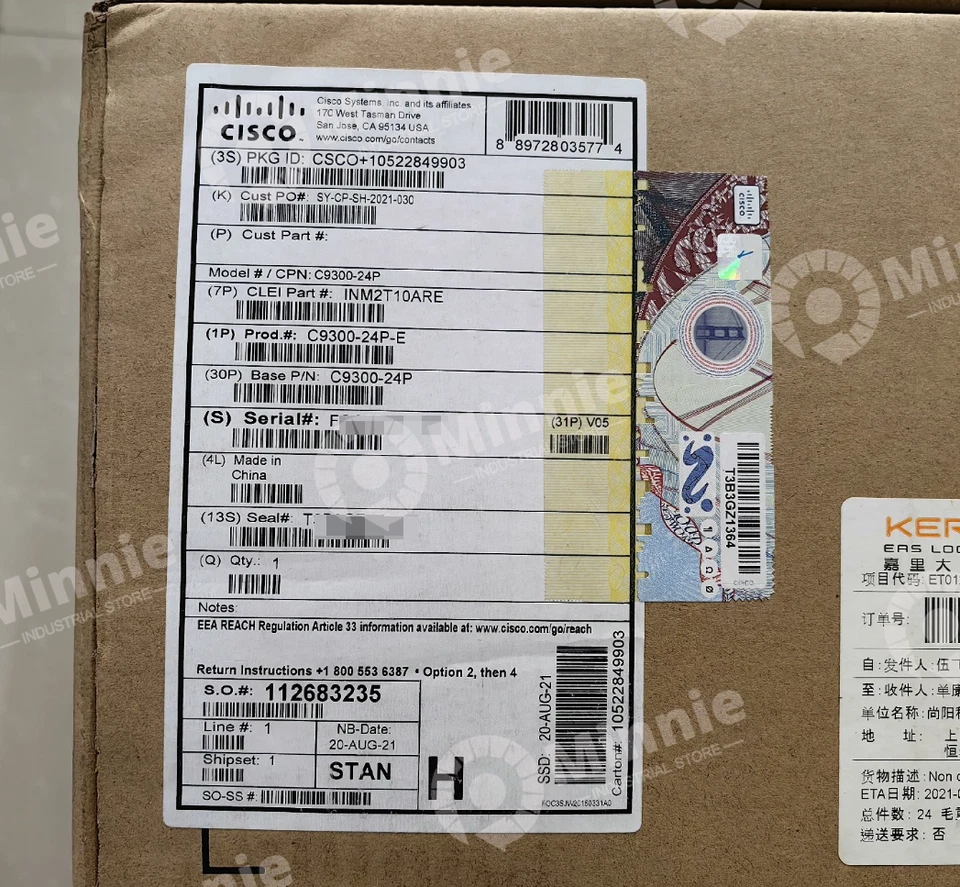 CISCO
Cisco Systems, Inc. and its affiliates
170 West Tasman Drive
San Jose, CA 95134 USA
www.cisco.com/go/contacts
8 89728 03577 4
(3S) PKG ID: CSCO+10522849903
(K) Cust PO#: SY-CP-SH-2021-030
(P) Cust Part #:
Model # / CPN: C9300-24P
(7P) CLEI Part #: INM2T10ARE
(1P) Prod.#: C9300-24P-E
(30P) Base P/N: C9300-24P
(S) Serial#: F
(31P) V05
(4L) Made in
China
(13S) Seal#: T
(Q) Qty.: 1
Notes:
EEA REACH Regulation Article 33 information available at: www.cisco.com/go/reach
Return Instructions +1 800 553 6387 • Option 2, then 4
S.O.#: 112683235
Line #: 1
NB-Date:
20-AUG-21
Shipset: 1
STAN
SO-SS #:
H
SSD: 20-AUG-21
Carton#: 10522849903
CISCO
T3B3GZ1364
CISCO
KER
EAS LO
嘉里大
项目代码: ET01
订单号:
自:发件人:伍
至:收件人:单
单位名称:尚阳
地 址: 上
恒
货物描述:Non
ETA日期: 2021-0
总件数: 24 毛
递送要求: 否
Minnie
INDUSTRIAL STORE